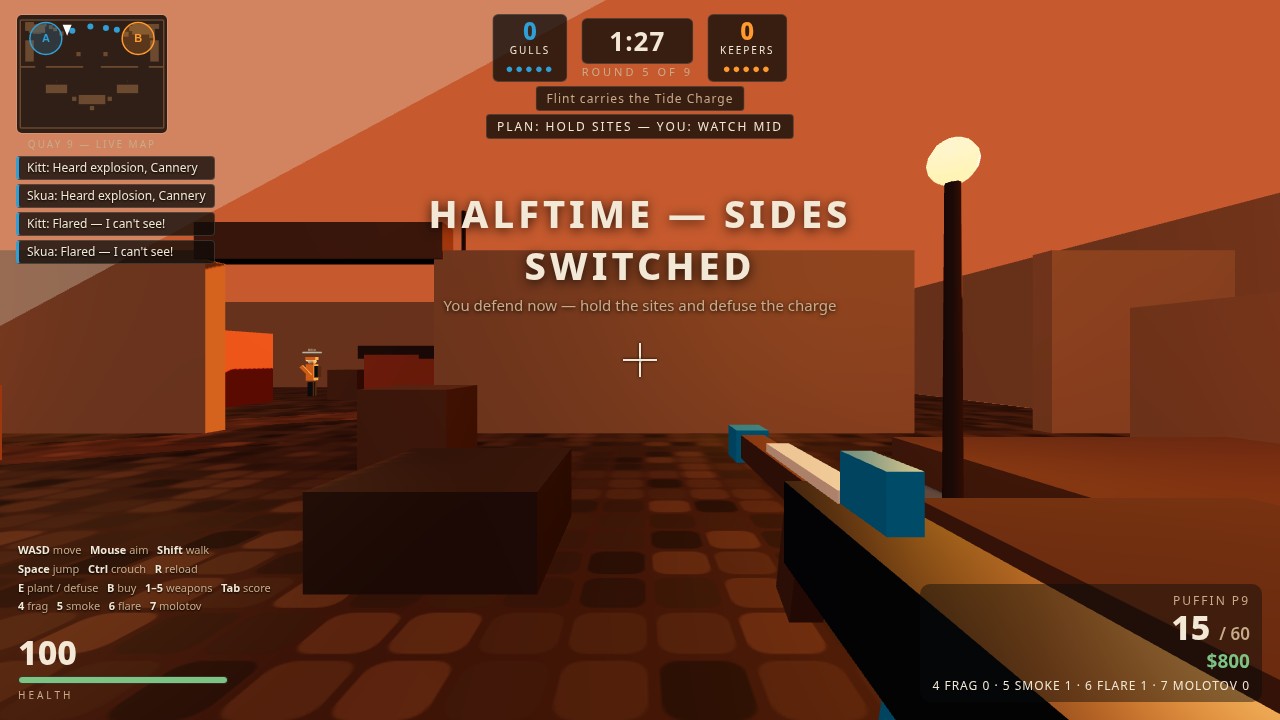 A
B
QUAY 9 — LIVE MAP
0
GULLS
1:27
ROUND 5 OF 9
0
KEEPERS
Flint carries the Tide Charge
PLAN: HOLD SITES — YOU: WATCH MID
Kitt: Heard explosion, Cannery
Skua: Heard explosion, Cannery
Kitt: Flared — I can't see!
Skua: Flared — I can't see!
HALFTIME — SIDES
SWITCHED
You defend now — hold the sites and defuse the charge
WASD move Mouse aim Shift walk
Space jump Ctrl crouch R reload
E plant / defuse B buy 1–5 weapons Tab score
4 frag 5 smoke 6 flare 7 molotov
100
HEALTH
PUFFIN P9
15 / 60
$800
4 FRAG 0 · 5 SMOKE 1 · 6 FLARE 1 · 7 MOLOTOV 0